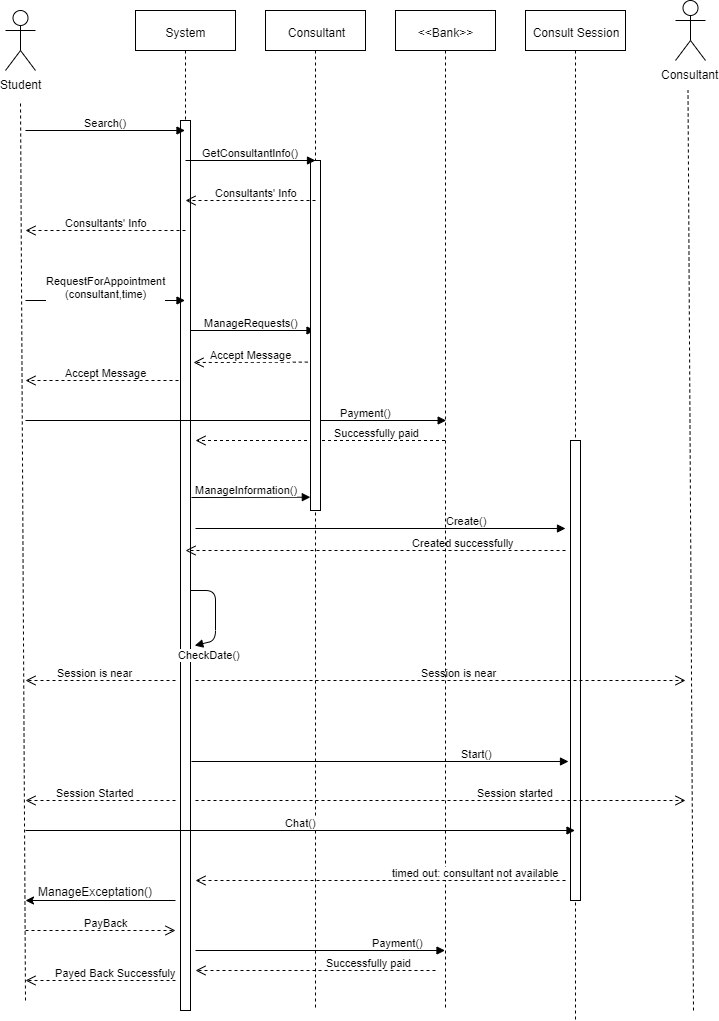 System
Consultant
<<Bank>>
Consult Session
Student
Consultant
Search()
GetConsultantInfo()
Consultants' Info
Consultants' Info
RequestForAppointment
(consultant,time)
ManageRequests()
Accept Message
Accept Message
Payment()
Successfully paid
ManageInformation()
Create()
Created successfully
CheckDate()
Session is near
Session is near
Start()
Session Started
Session started
Chat()
timed out: consultant not available
ManageExceptation()
PayBack
Payment()
Successfully paid
Payed Back Successfuly